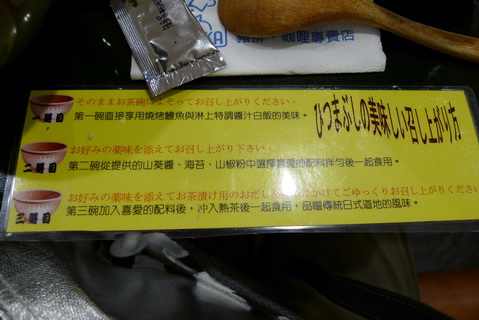 豬排・咖哩專賣店
ひつまぶしの美味しい召し上がり方
一膳目
そのままお茶碗によそってお召し上がりください。
第一碗直接享用燒烤鰻魚與淋上特調醬汁白飯的美味。
二膳目
お好みの薬味を添えてお召し上がり下さい。
第二碗從提供的山葵醬、海苔、山椒粉中選擇喜愛的配料拌勻後一起食用。
三膳目
お好みの薬味を添えてお茶漬け用のおだし かけてごゆっくりお召し上がりください
第三碗加入喜愛的配料後，沖入熱茶後一起食用，品嚐傳統日式道地的風味。